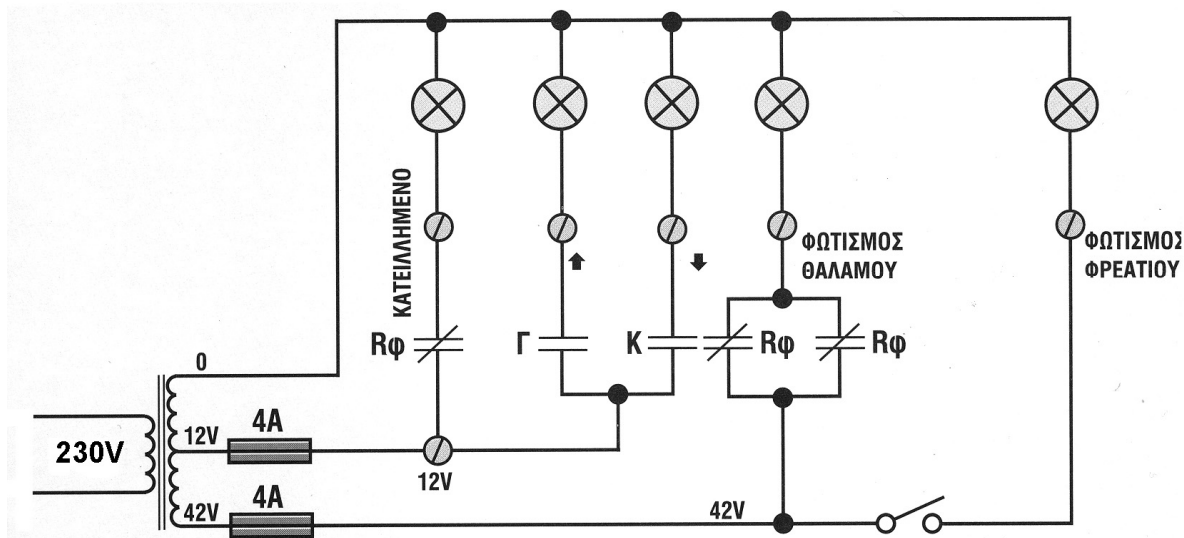 ΚΑΤΕΙΛΛΗΜΕΝΟ
ΦΩΤΙΣΜΟΣ
ΘΑΛΑΜΟΥ
ΦΩΤΙΣΜΟΣ
ΦΡΕΑΤΙΟΥ
Rφ
Γ
Κ
Rφ
Rφ
0
230V
12V
4A
12V
42V
4A
42V